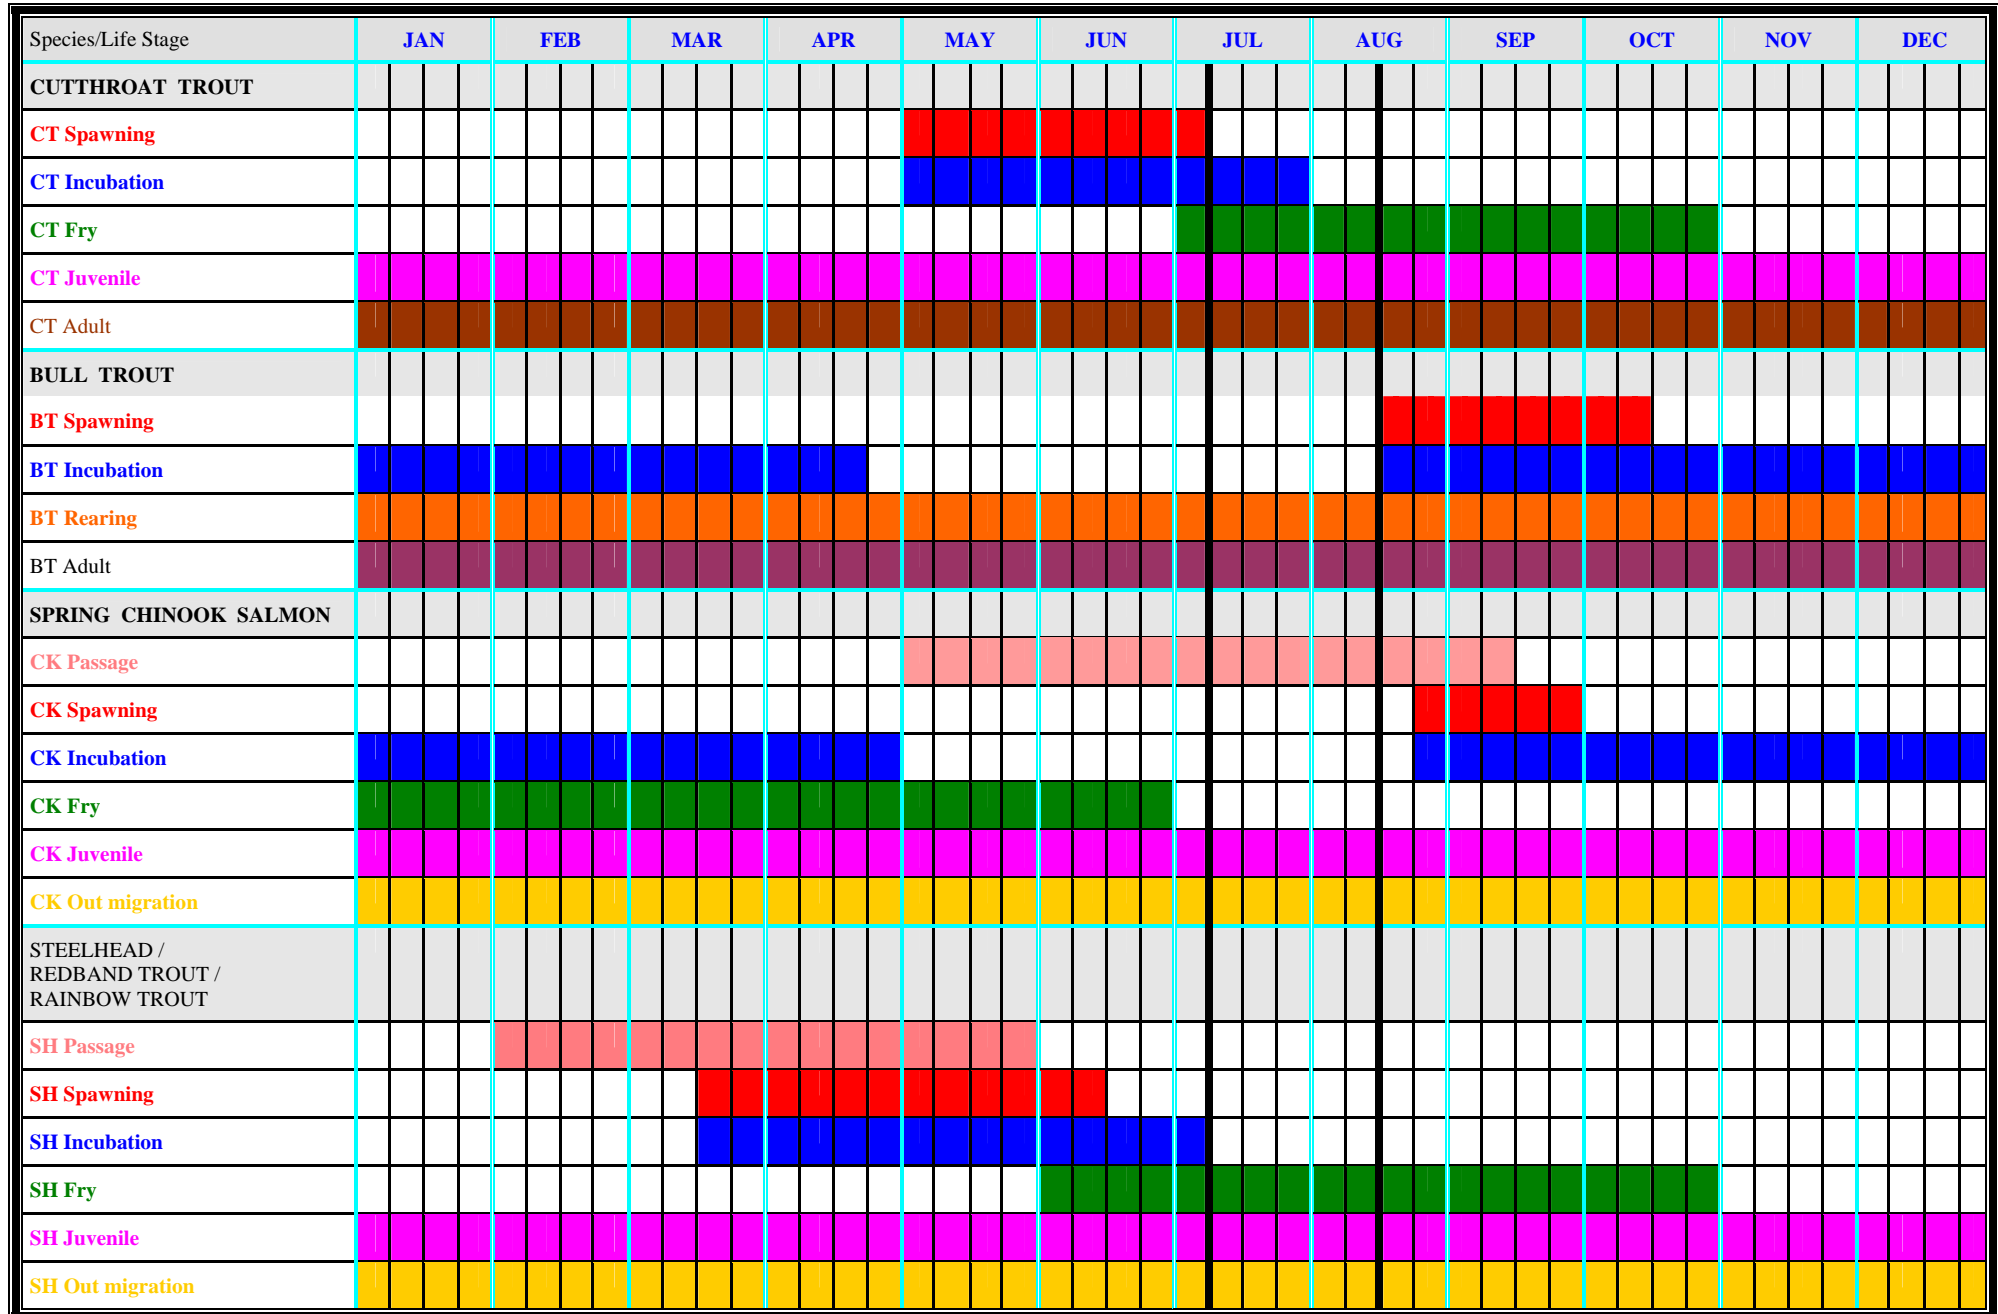 Species/Life Stage JAN FEB MAR APR MAY JUN JUL AUG SEP OCT NOV DEC
CUTTHROAT TROUT
CT Spawning
CT Incubation
CT Fry
CT Juvenile
CT Adult
BULL TROUT
BT Spawning
BT Incubation
BT Rearing
BT Adult
SPRING CHINOOK SALMON
CK Passage
CK Spawning
CK Incubation
CK Fry
CK Juvenile
CK Out migration
STEELHEAD /
REDBAND TROUT /
RAINBOW TROUT
SH Passage
SH Spawning
SH Incubation
SH Fry
SH Juvenile
SH Out migration